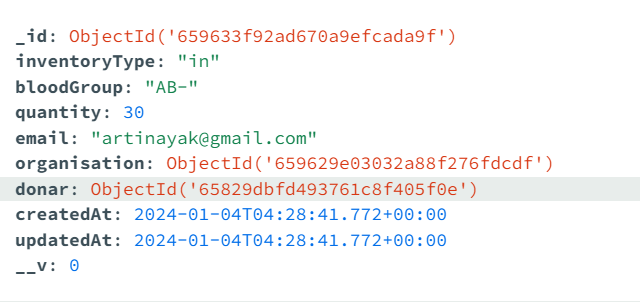 _id: ObjectId('659633f92ad670a9efcada9f')
inventoryType: "in"
bloodGroup: "AB-"
quantity: 30
email: "artinayak@gmail.com"
organisation: ObjectId('659629e03032a88f276fdcdf')
donar: ObjectId('65829dbfd493761c8f405f0e')
createdAt: 2024-01-04T04:28:41.772+00:00
updatedAt: 2024-01-04T04:28:41.772+00:00
__v: 0